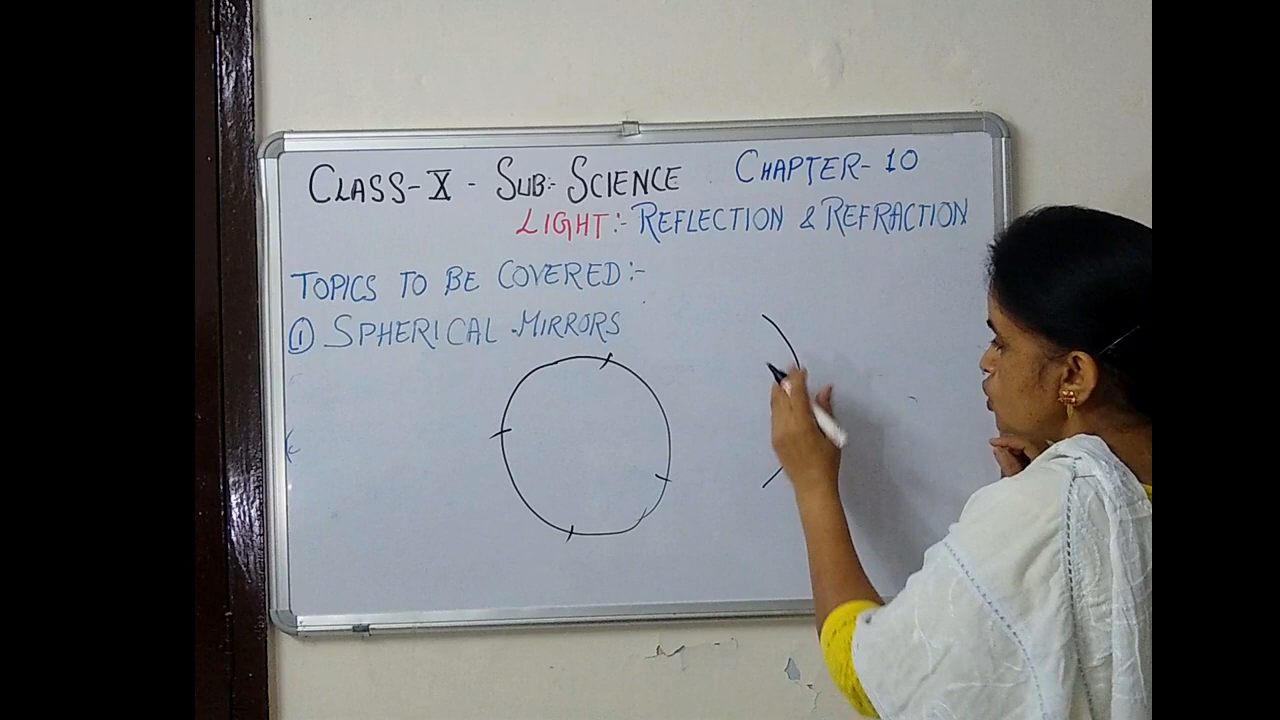 CLASS-X - SUB:- SCIENCE CHAPTER-10
LIGHT:- REFLECTION & REFRACTION
TOPICS TO BE COVERED:-
① SPHERICAL MIRRORS